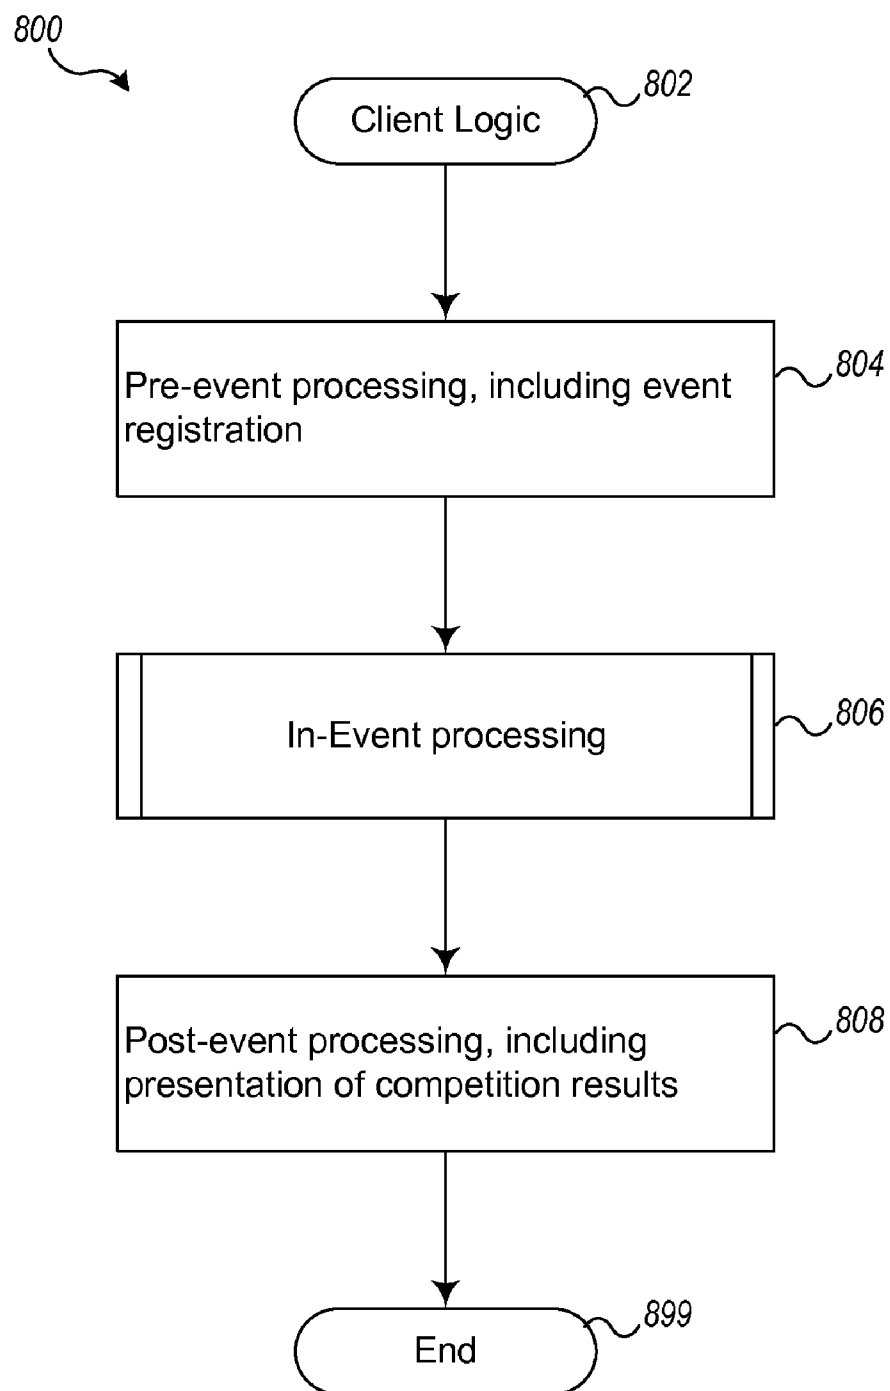 800
Client Logic
802
Pre-event processing, including event
registration
804
In-Event processing
806
Post-event processing, including
presentation of competition results
808
End
899